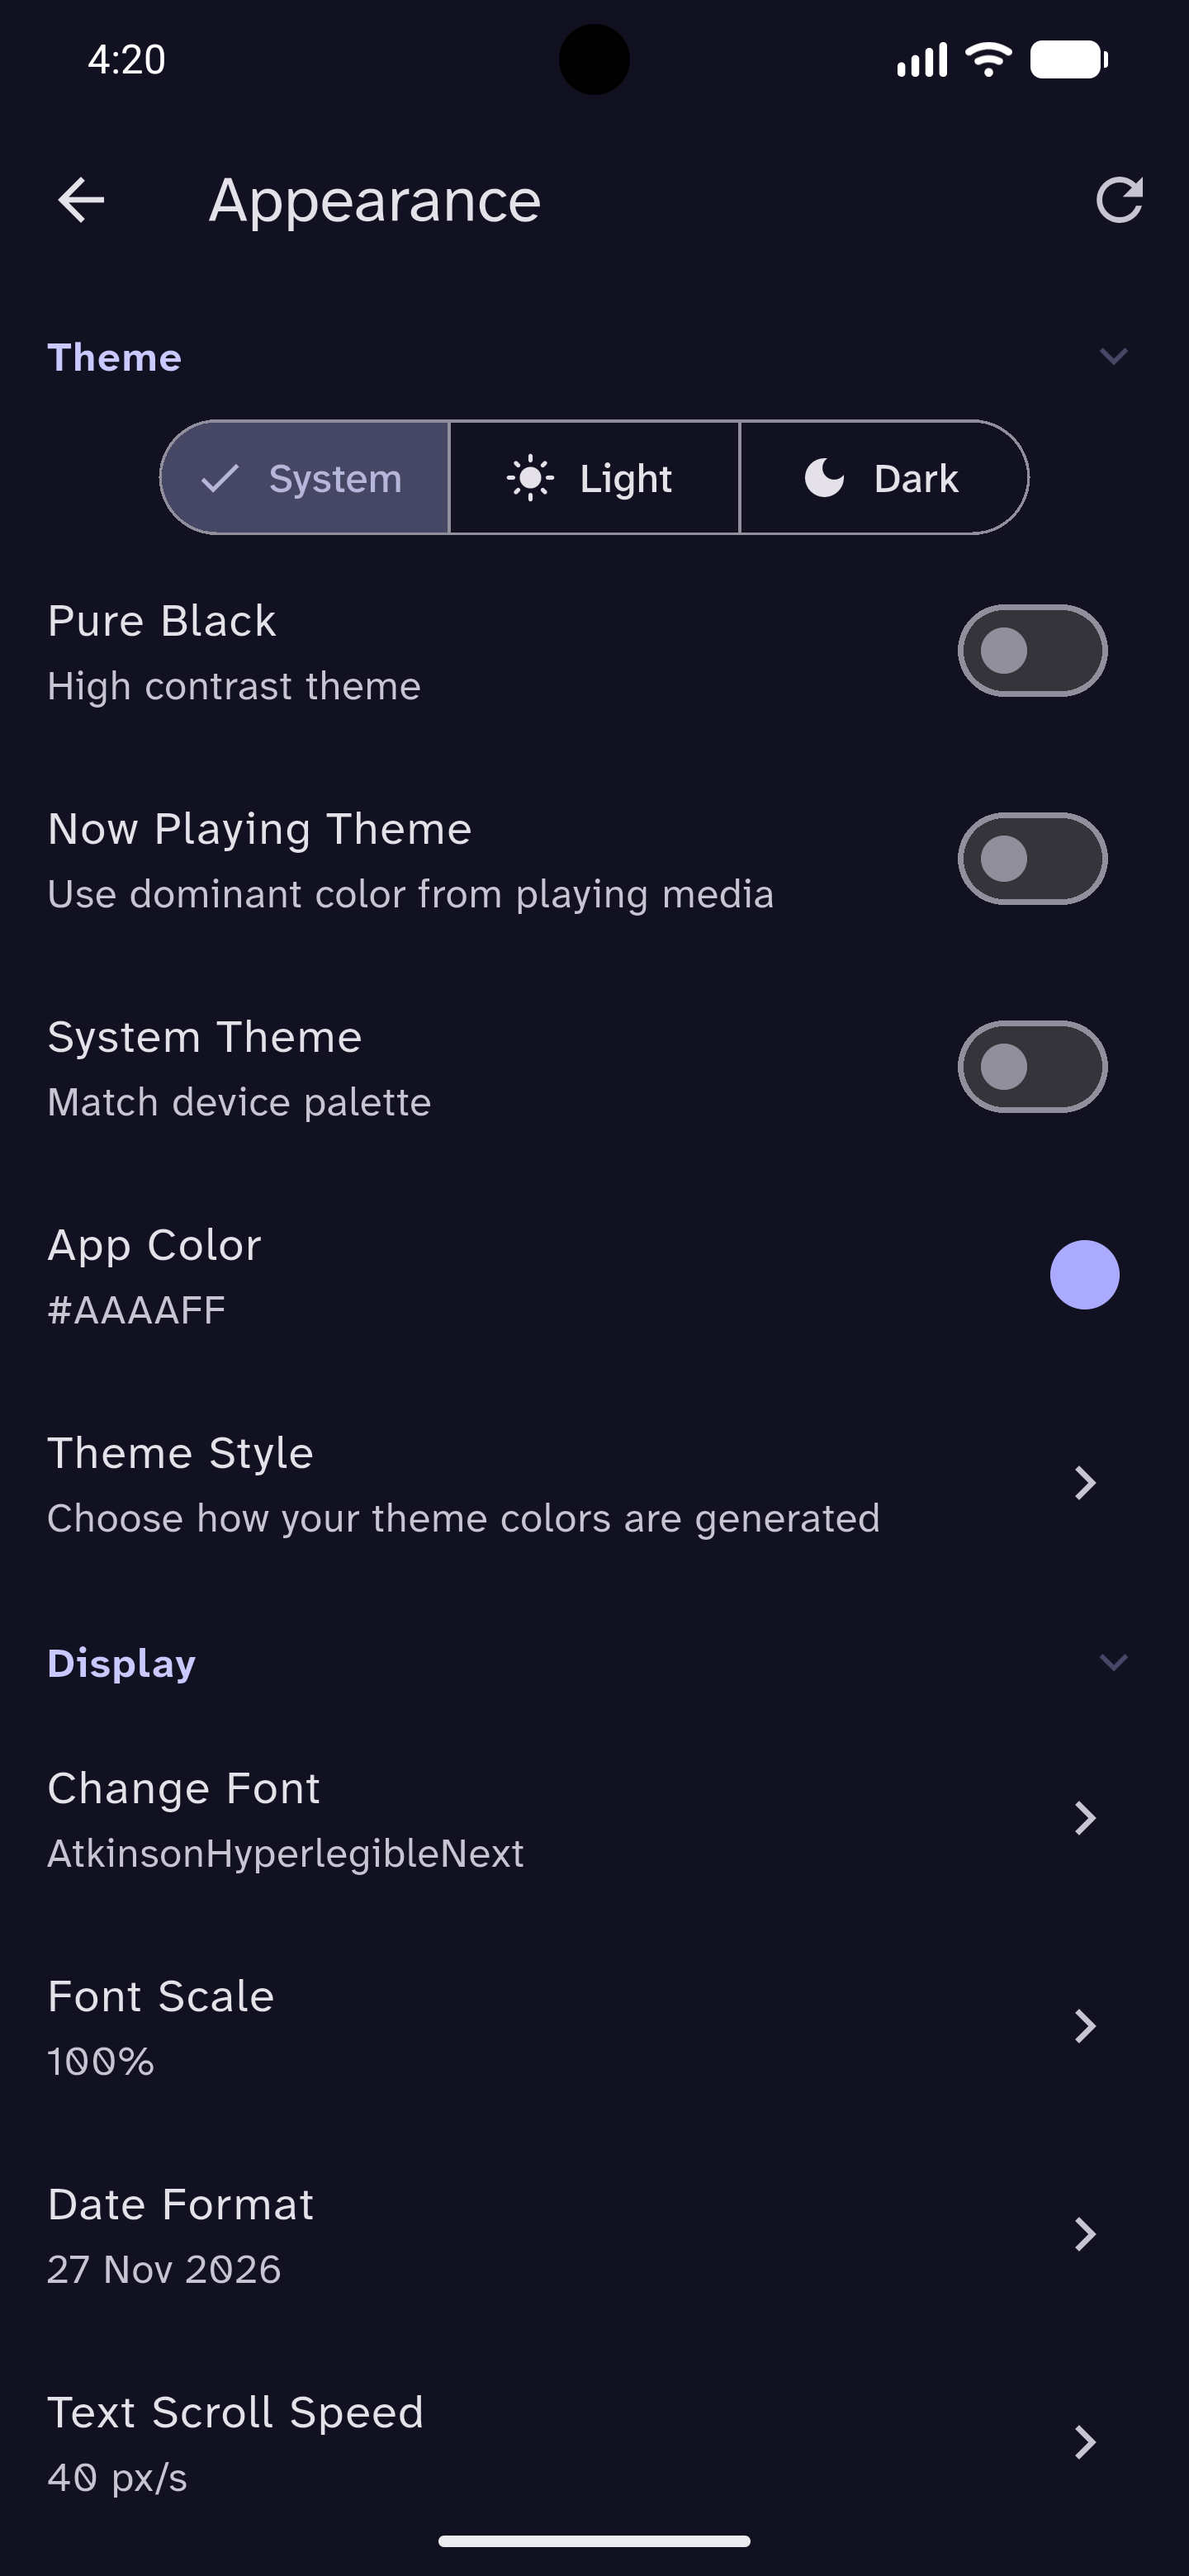 4:20
Appearance
Theme
System
Light
Dark
Pure Black
High contrast theme
Now Playing Theme
Use dominant color from playing media
System Theme
Match device palette
App Color
#AAAAFF
Theme Style
Choose how your theme colors are generated
Display
Change Font
AtkinsonHyperlegibleNext
Font Scale
100%
Date Format
27 Nov 2026
Text Scroll Speed
40 px/s